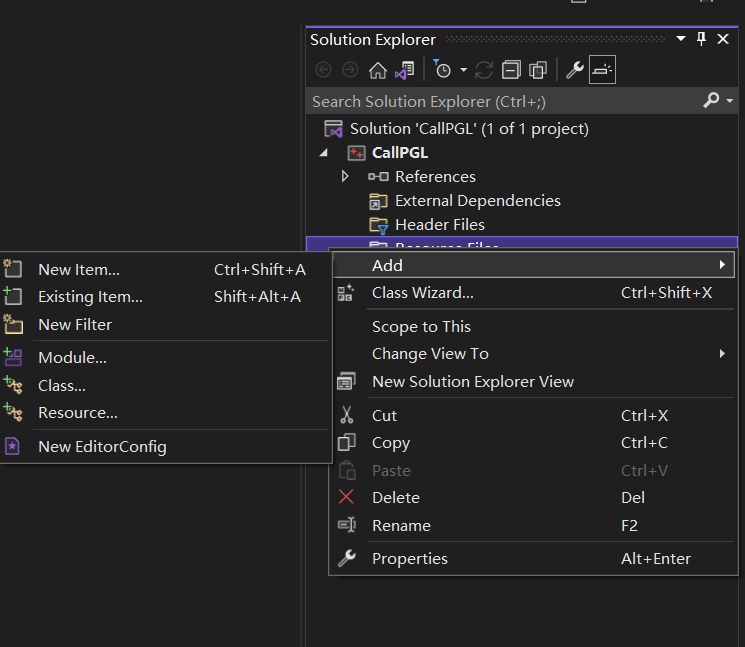 Solution Explorer
Search Solution Explorer (Ctrl+;)
Solution 'CallPGL' (1 of 1 project)
CallPGL
References
External Dependencies
Header Files
Resource Files
Add
Class Wizard... Ctrl+Shift+X
Scope to This
Change View To
New Solution Explorer View
Cut Ctrl+X
Copy Ctrl+C
Paste Ctrl+V
Delete Del
Rename F2
Properties Alt+Enter
New Item... Ctrl+Shift+A
Existing Item... Shift+Alt+A
New Filter
Module...
Class...
Resource...
New EditorConfig